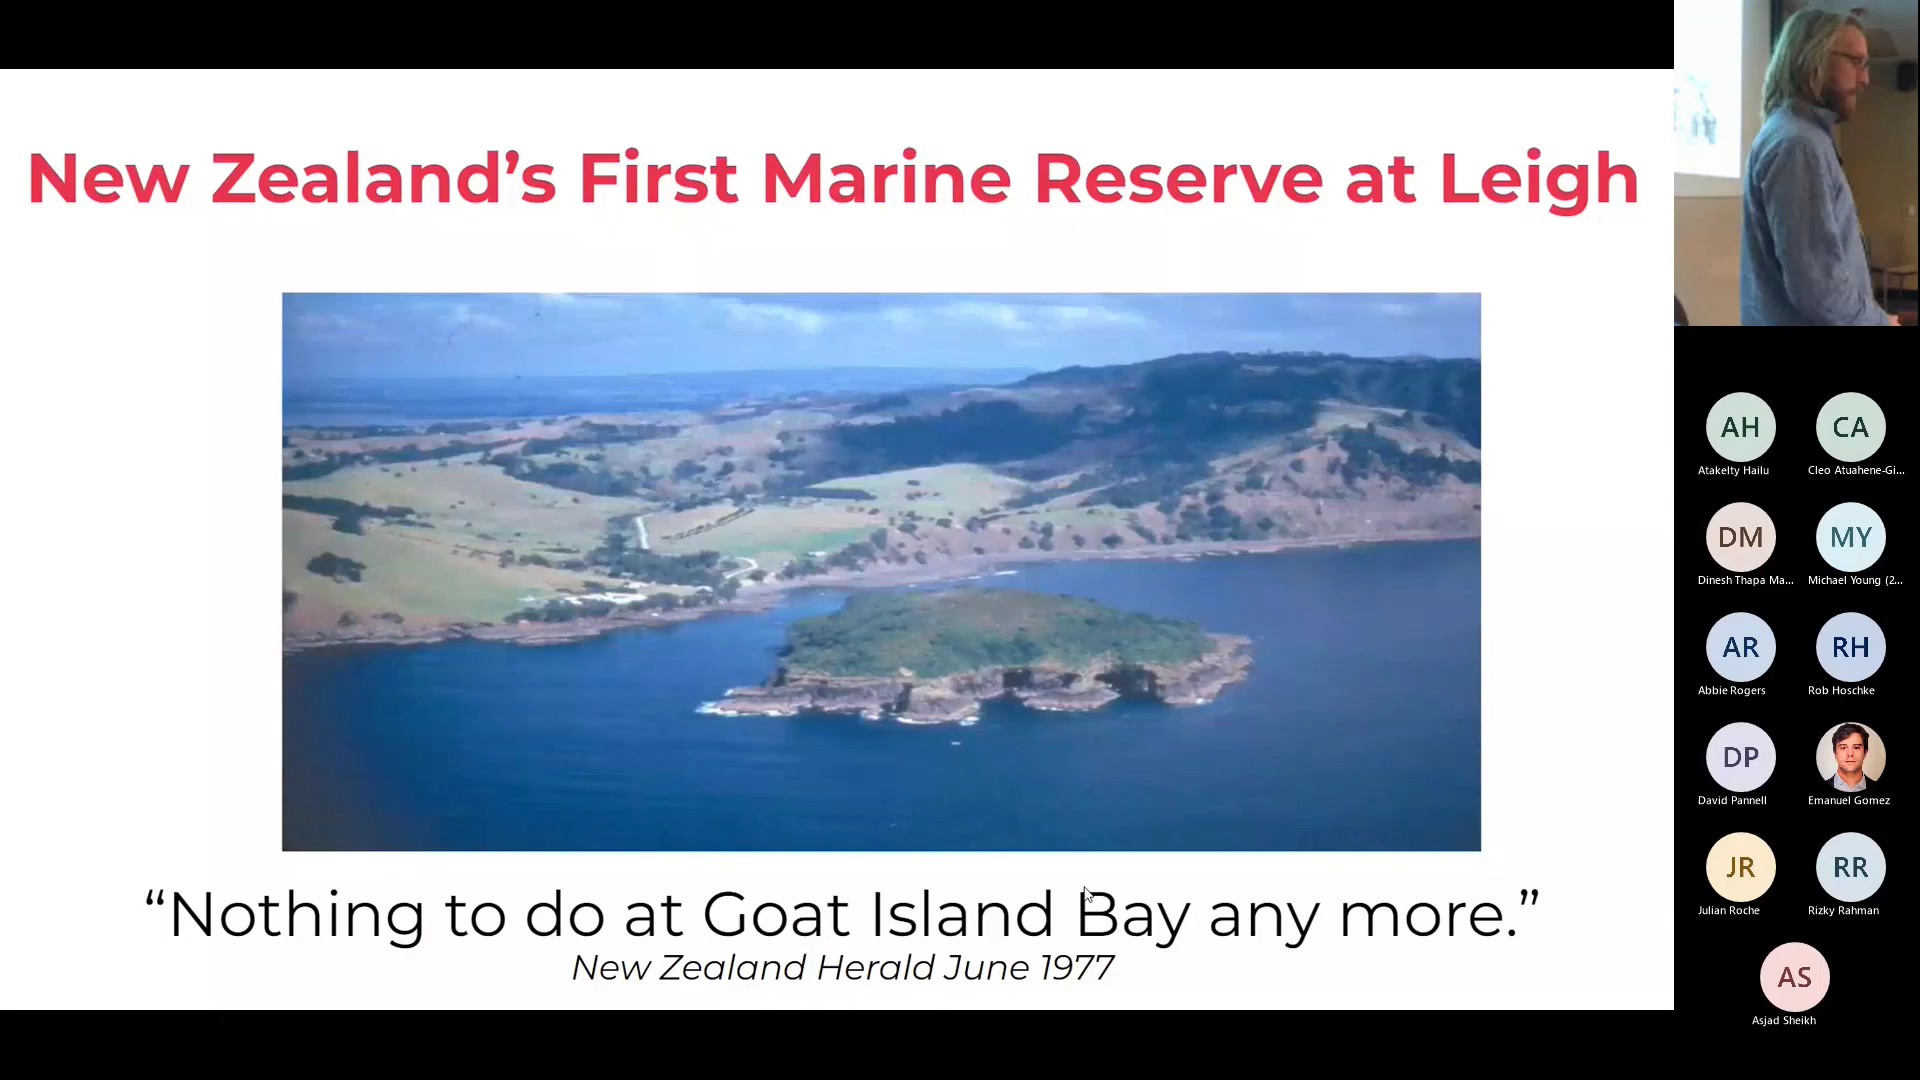 New Zealand’s First Marine Reserve at Leigh
“Nothing to do at Goat Island Bay any more.”
New Zealand Herald June 1977
AH
Atakelty Hailu
CA
Cleo Atuahene-Gi...
DM
Dinesh Thapa Ma...
MY
Michael Young (2...
AR
Abbie Rogers
RH
Rob Hoschke
DP
David Pannell
Emanuel Gomez
JR
Julian Roche
RR
Rizky Rahman
AS
Asjad Sheikh